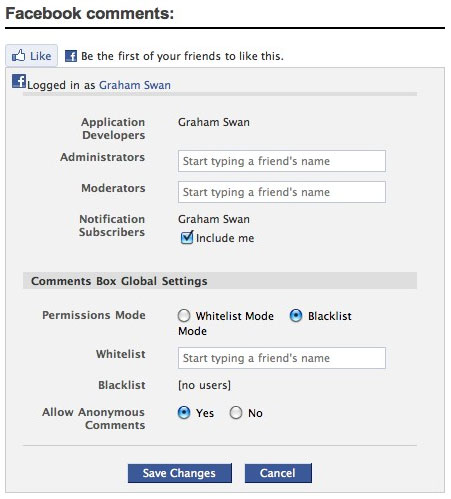 Facebook comments:
Like
Be the first of your friends to like this.
Logged in as Graham Swan
Application Developers
Graham Swan
Administrators
Start typing a friend's name
Moderators
Start typing a friend's name
Notification Subscribers
Graham Swan
Include me
Comments Box Global Settings
Permissions Mode
Whitelist Mode
Blacklist Mode
Whitelist
Start typing a friend's name
Blacklist
[no users]
Allow Anonymous Comments
Yes
No
Save Changes
Cancel